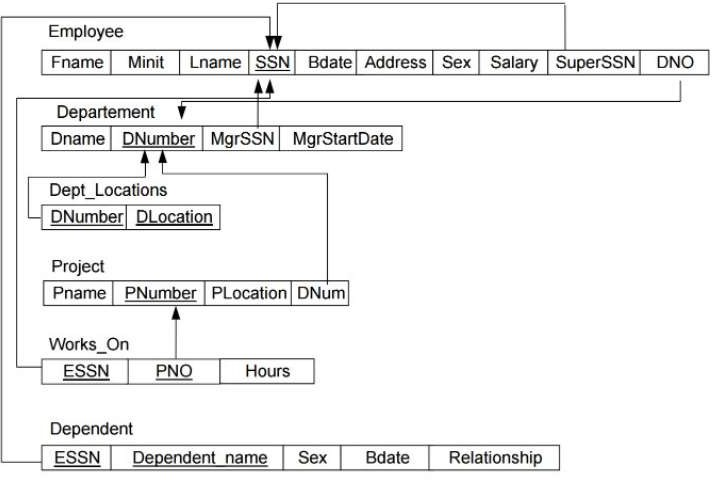 Employee
Fname Minit Lname SSN Bdate Address Sex Salary SuperSSN DNO
Departement
Dname DNumber MgrSSN MgrStartDate
Dept_Locations
DNumber DLocation
Project
Pname PNumber PLocation DNum
Works_On
ESSN PNO Hours
Dependent
ESSN Dependent_name Sex Bdate Relationship